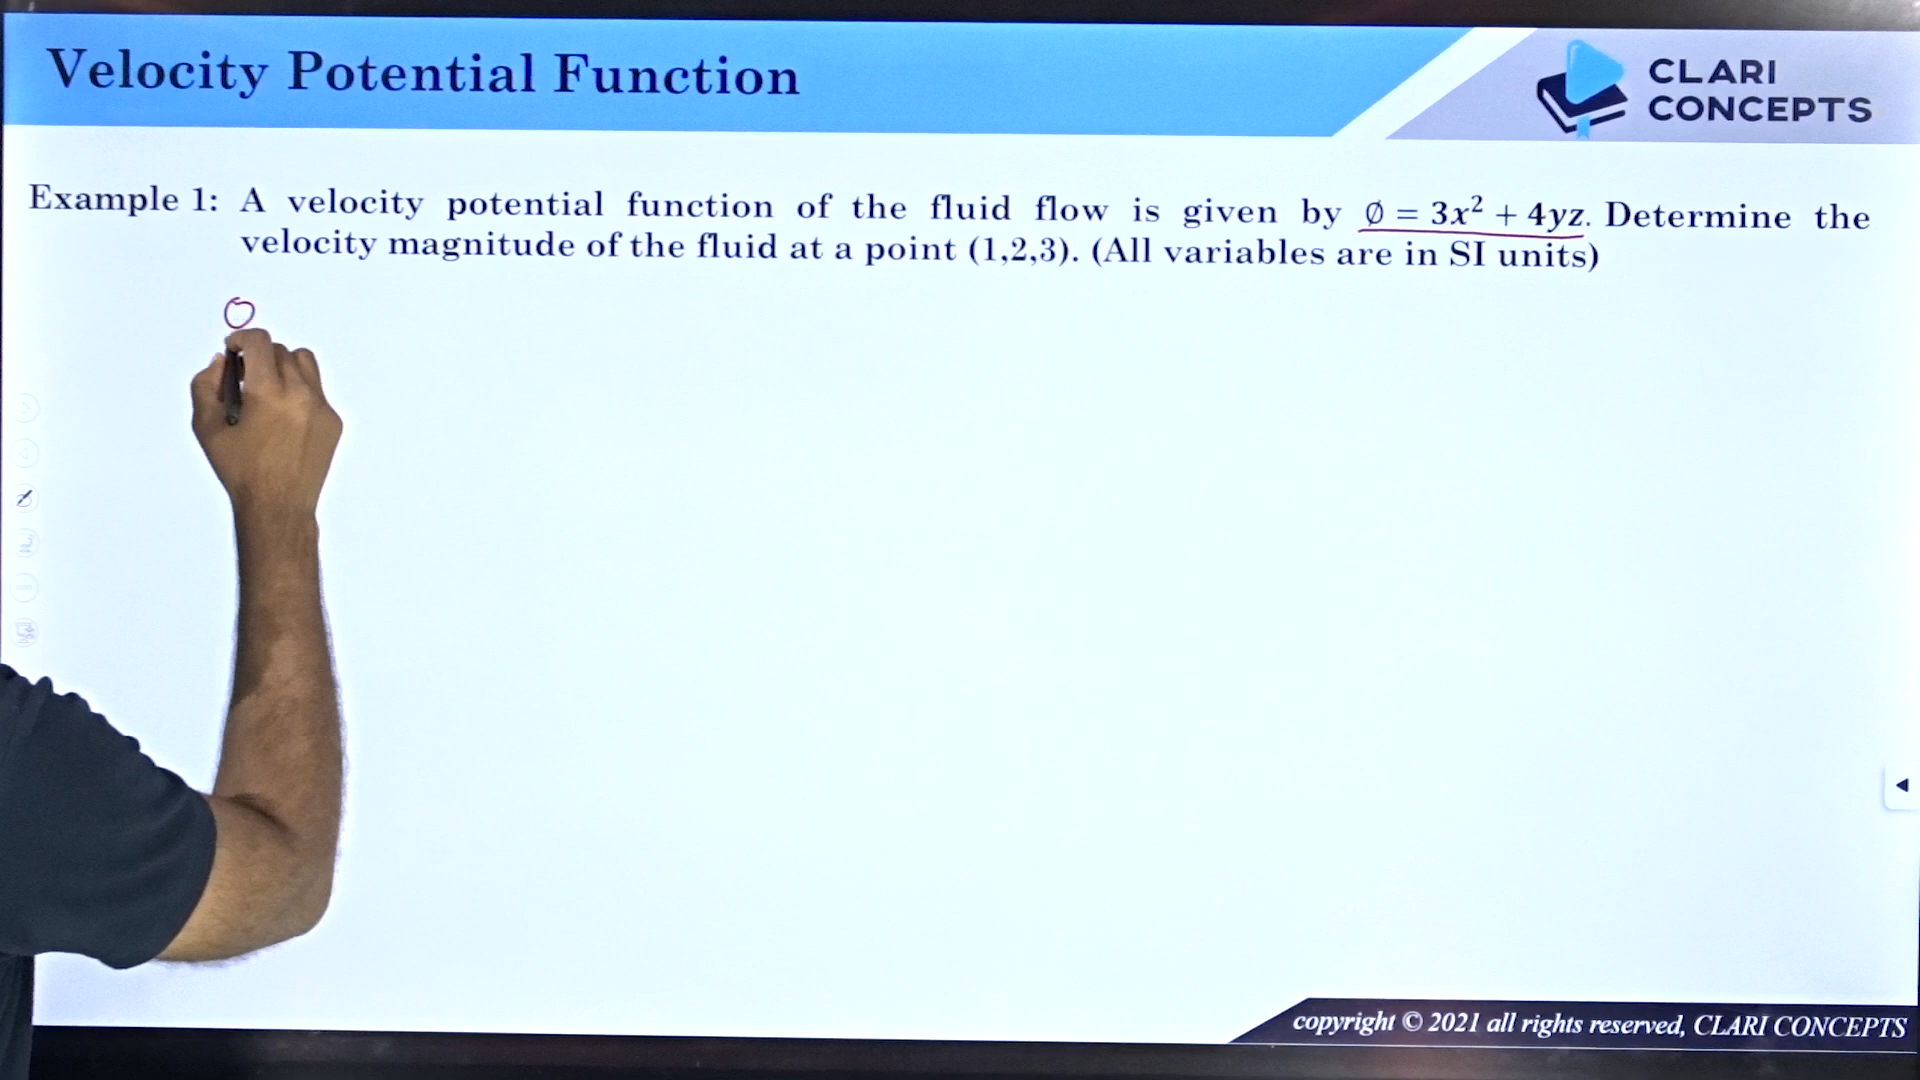 Velocity Potential Function
CLARI
CONCEPTS
Example 1: A velocity potential function of the fluid flow is given by ∅ = 3x² + 4yz. Determine the
velocity magnitude of the fluid at a point (1,2,3). (All variables are in SI units)
copyright © 2021 all rights reserved, CLARI CONCEPTS